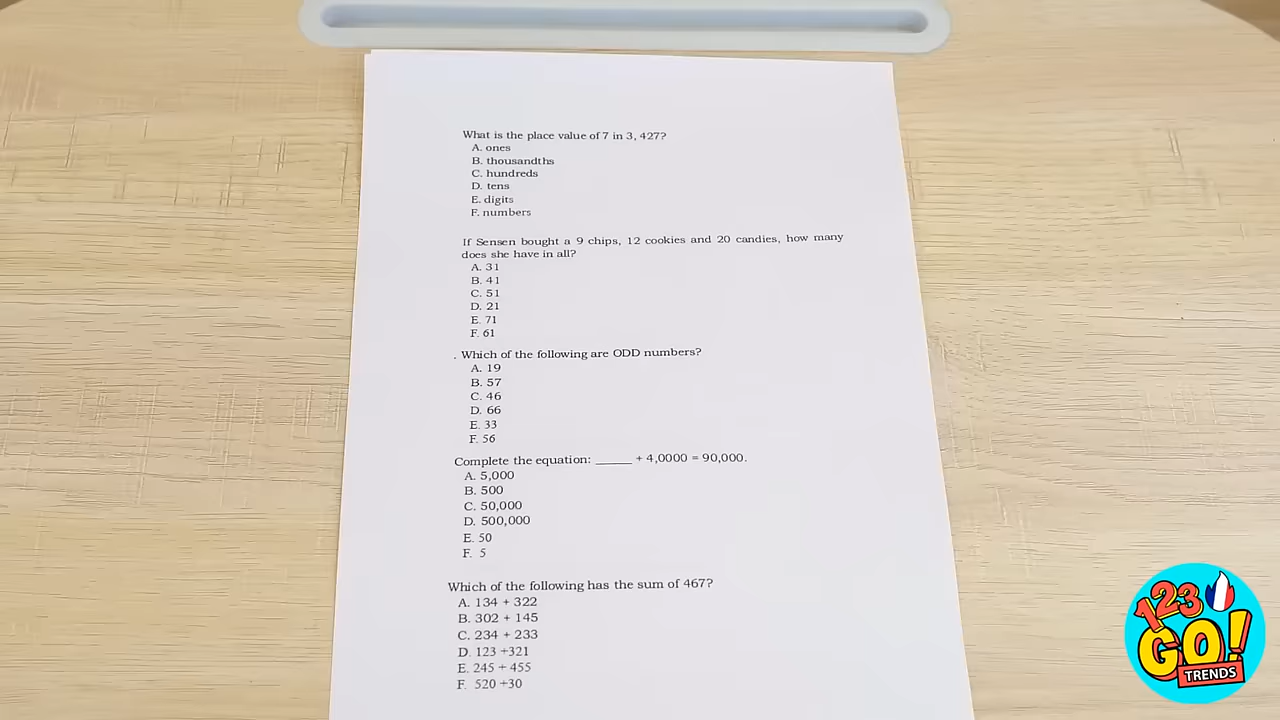 What is the place value of 7 in 3, 427?
A. ones
B. thousandths
C. hundreds
D. tens
E. digits
F. numbers
If Sensen bought a 9 chips, 12 cookies and 20 candies, how many
does she have in all?
A. 31
B. 41
C. 51
D. 21
E. 71
F. 61
. Which of the following are ODD numbers?
A. 19
B. 57
C. 46
D. 66
E. 33
F. 56
Complete the equation: _____ + 4,0000 = 90,000.
A. 5,000
B. 500
C. 50,000
D. 500,000
E. 50
F. 5
Which of the following has the sum of 467?
A. 134 + 322
B. 302 + 145
C. 234 + 233
D. 123 +321
E. 245 + 455
F. 520 +30
123
GO!
TRENDS